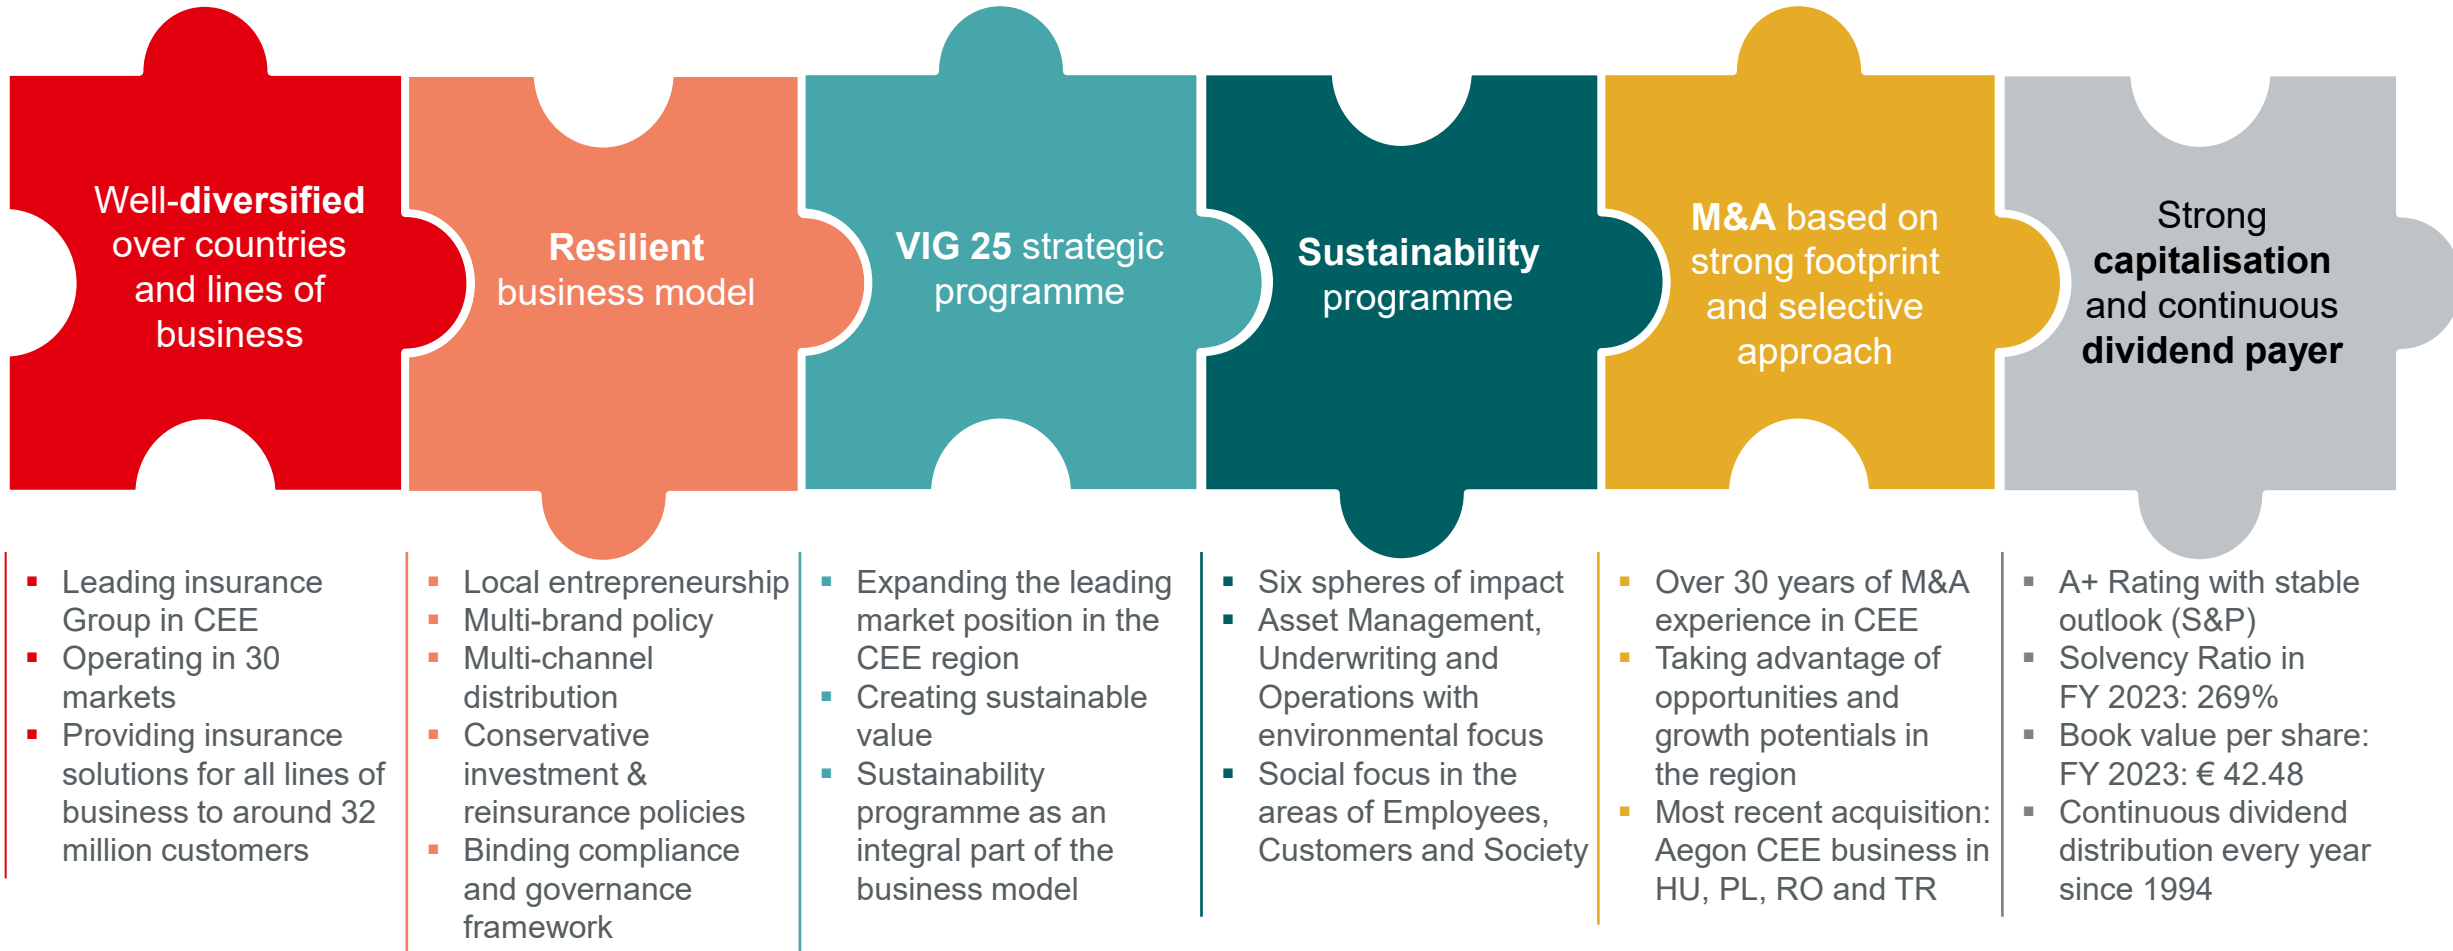 Well-diversified
over countries
and lines of
business
Resilient
business model
VIG 25 strategic
programme
Sustainability
programme
M&A based on
strong footprint
and selective
approach
Strong
capitalisation
and continuous
dividend payer
▪ Leading insurance
Group in CEE
▪ Operating in 30
markets
▪ Providing insurance
solutions for all lines of
business to around 32
million customers
▪ Local entrepreneurship
▪ Multi-brand policy
▪ Multi-channel
distribution
▪ Conservative
investment &
reinsurance policies
▪ Binding compliance
and governance
framework
▪ Expanding the leading
market position in the
CEE region
▪ Creating sustainable
value
▪ Sustainability
programme as an
integral part of the
business model
▪ Six spheres of impact
▪ Asset Management,
Underwriting and
Operations with
environmental focus
▪ Social focus in the
areas of Employees,
Customers and Society
▪ Over 30 years of M&A
experience in CEE
▪ Taking advantage of
opportunities and
growth potentials in
the region
▪ Most recent acquisition:
Aegon CEE business in
HU, PL, RO and TR
▪ A+ Rating with stable
outlook (S&P)
▪ Solvency Ratio in
FY 2023: 269%
▪ Book value per share:
FY 2023: € 42.48
▪ Continuous dividend
distribution every year
since 1994